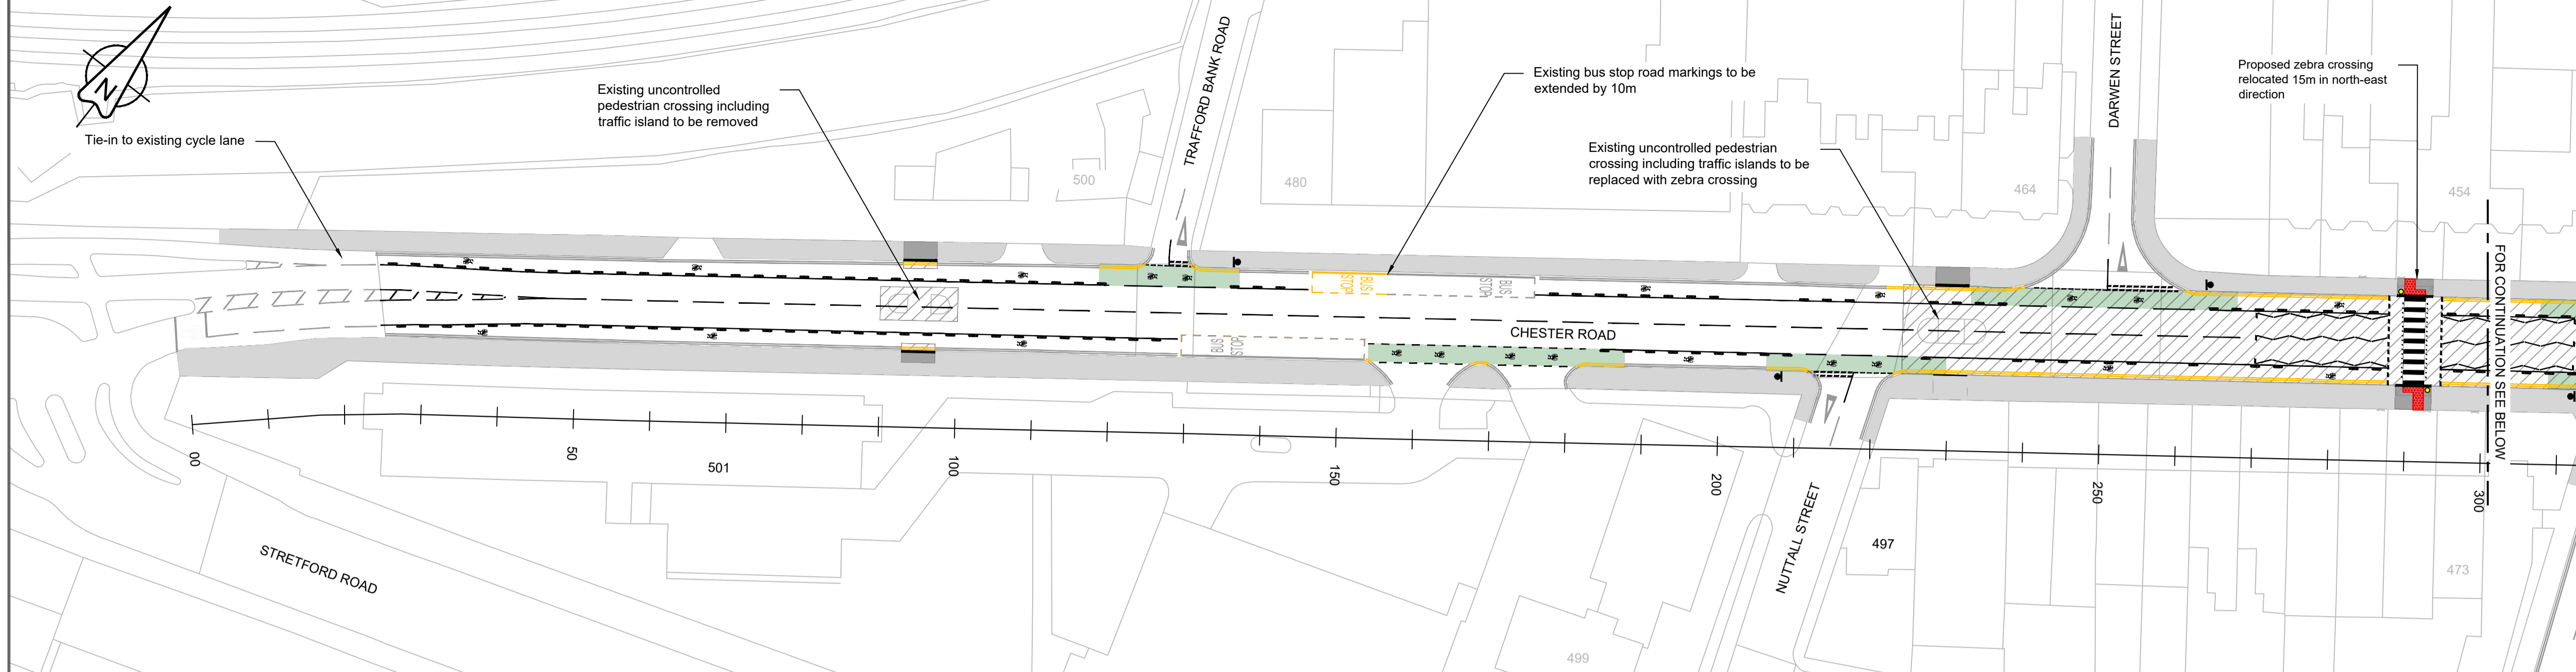 N
Tie-in to existing cycle lane
Existing uncontrolled
pedestrian crossing including
traffic island to be removed
TRAFFORD BANK ROAD
Existing bus stop road markings to be
extended by 10m
Existing uncontrolled pedestrian
crossing including traffic islands to be
replaced with zebra crossing
DARWEN STREET
Proposed zebra crossing
relocated 15m in north-east
direction
500
480
464
454
FOR CONTINUATION SEE BELOW
BUS
STOP
BUS
STOP
BUS
STOP
CHESTER ROAD
00
50
100
150
200
250
300
501
STRETFORD ROAD
NUTTALL STREET
497
499
473